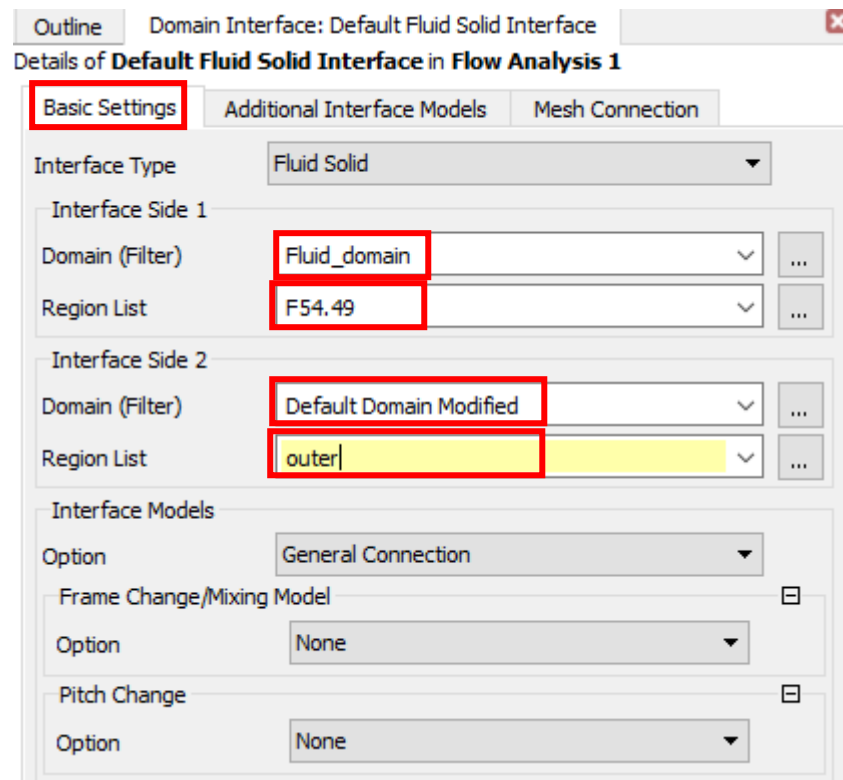 Outline Domain Interface: Default Fluid Solid Interface
Details of Default Fluid Solid Interface in Flow Analysis 1
Basic Settings Additional Interface Models Mesh Connection
Interface Type Fluid Solid
Interface Side 1
Domain (Filter) Fluid_domain ...
Region List F54.49 ...
Interface Side 2
Domain (Filter) Default Domain Modified ...
Region List outer ...
Interface Models
Option General Connection
Frame Change/Mixing Model
Option None
Pitch Change
Option None